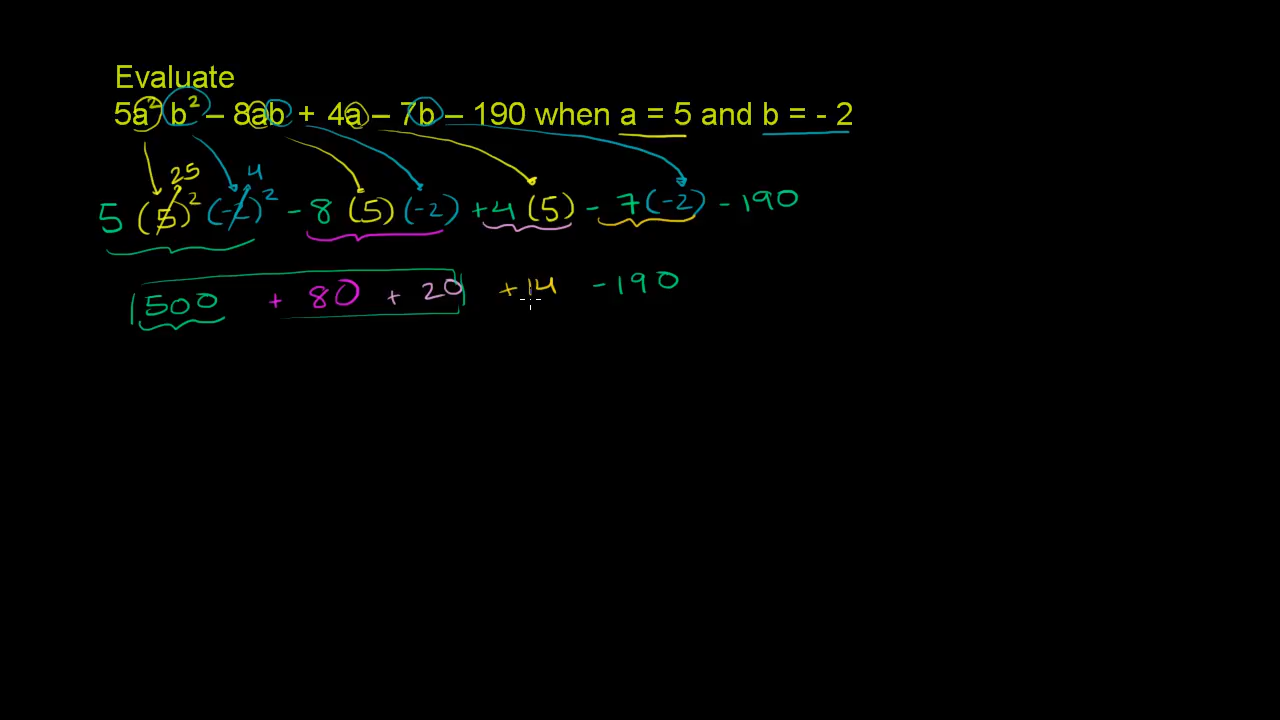 Evaluate
5a²b² – 8ab + 4a – 7b – 190 when a = 5 and b = - 2
25 4
5 (5)² (-2)² - 8 (5)(-2) + 4 (5) - 7 (-2) - 190
500 + 80 + 20 + 14 - 190